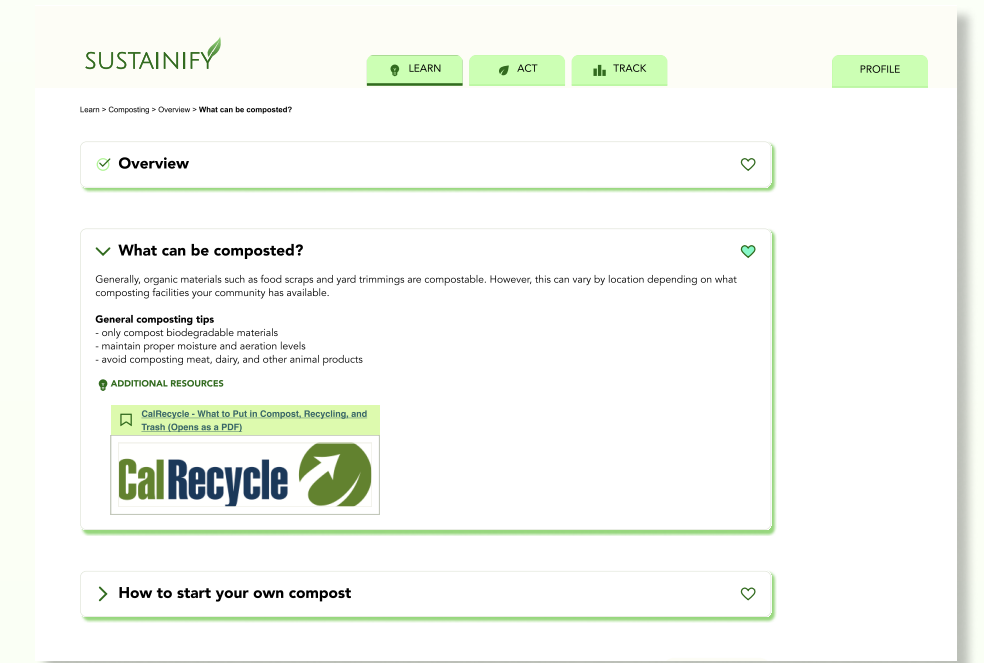 SUSTAINIFY
LEARN
ACT
TRACK
PROFILE
Learn > Composting > Overview > What can be composted?
Overview
What can be composted?
Generally, organic materials such as food scraps and yard trimmings are compostable. However, this can vary by location depending on what
composting facilities your community has available.
General composting tips
- only compost biodegradable materials
- maintain proper moisture and aeration levels
- avoid composting meat, dairy, and other animal products
ADDITIONAL RESOURCES
CalRecycle - What to Put in Compost, Recycling, and
Trash (Opens as a PDF)
CalRecycle
How to start your own compost